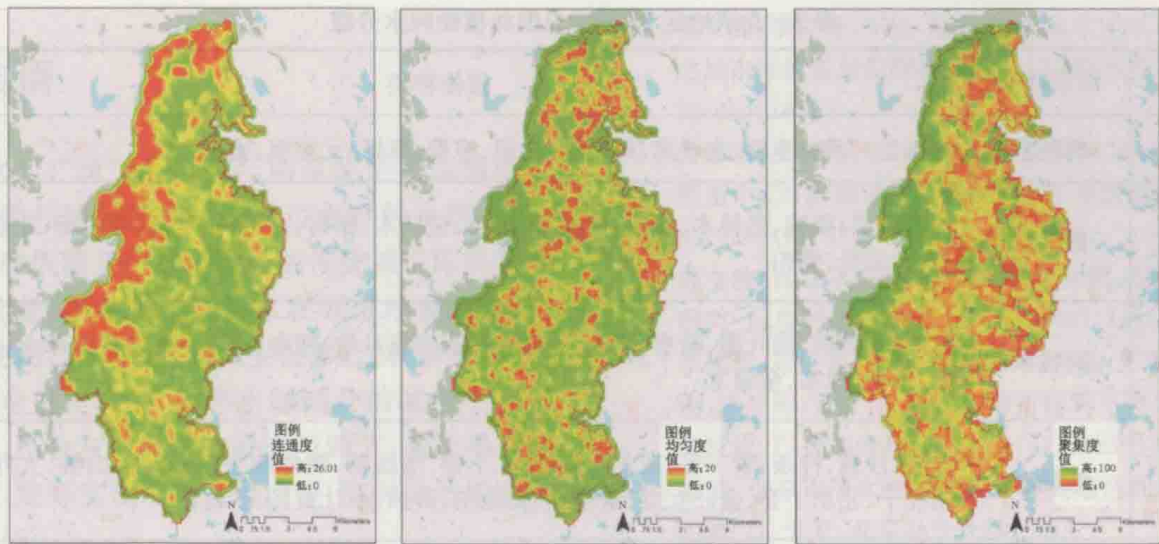 图例
连通度
值
高:26.01
低:0
N
Kilometers
图例
均匀度
值
高:20
低:0
N
图例
聚集度
值
高:100
低:0
N
Kilometers